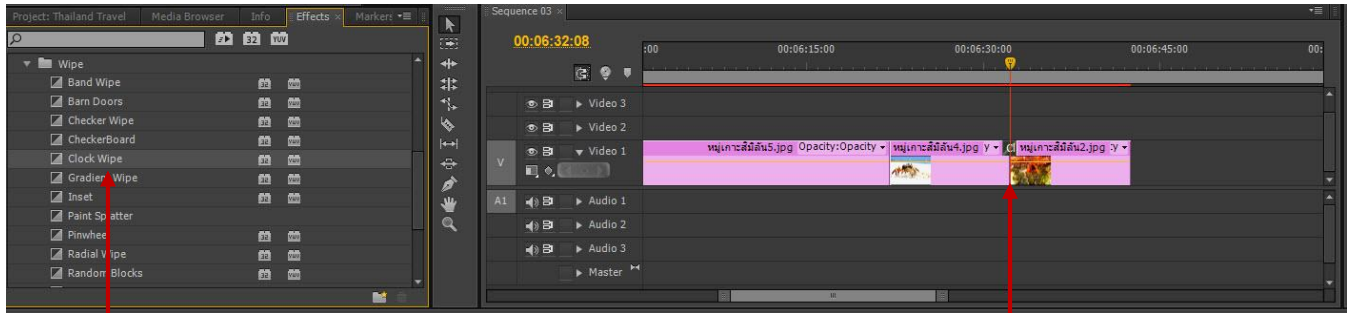 Project: Thailand Travel Media Browser Info Effects × Markers
32 YUV
Wipe
Band Wipe
Barn Doors
Checker Wipe
CheckerBoard
Clock Wipe
Gradient Wipe
Inset
Paint Splatter
Pinwheel
Radial Wipe
Random Blocks
Sequence 03 ×
00:06:32:08
:00 00:06:15:00 00:06:30:00 00:06:45:00 00:
Video 3
Video 2
V Video 1 หมู่เกาะสิมิลัน5.jpg Opacity:Opacity หมู่เกาะสิมิลัน4.jpg y หมู่เกาะสิมิลัน2.jpg :y
A1 Audio 1
Audio 2
Audio 3
Master